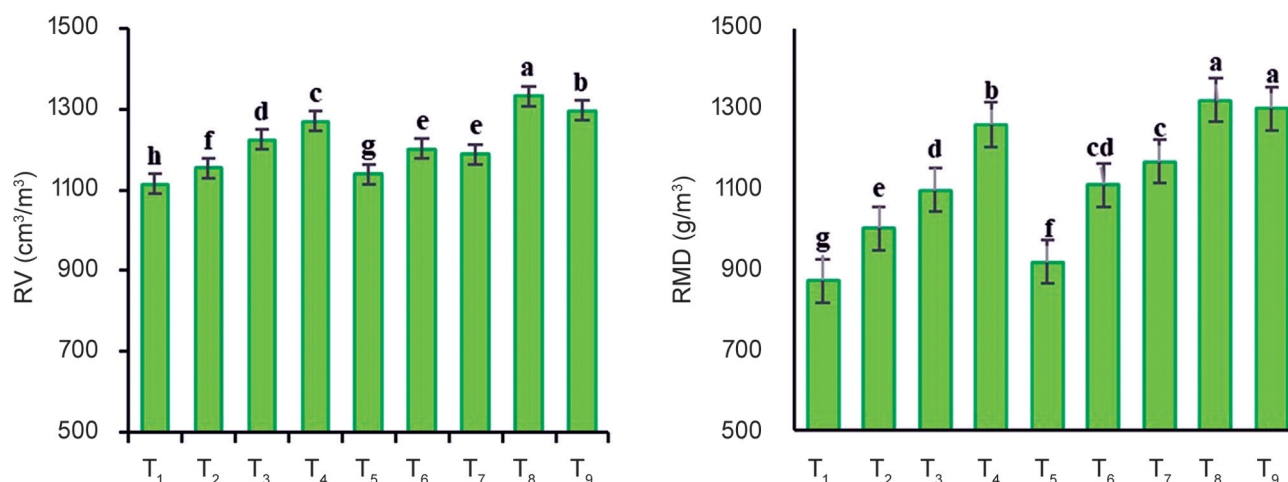 RV (cm³/m³)
1500
1300
1100
900
700
500
h
f
d
c
g
e
e
a
b
T₁ T₂ T₃ T₄ T₅ T₆ T₇ T₈ T₉
RMD (g/m³)
1500
1300
1100
900
700
500
g
e
d
b
f
cd
c
a
a
T₁ T₂ T₃ T₄ T₅ T₆ T₇ T₈ T₉